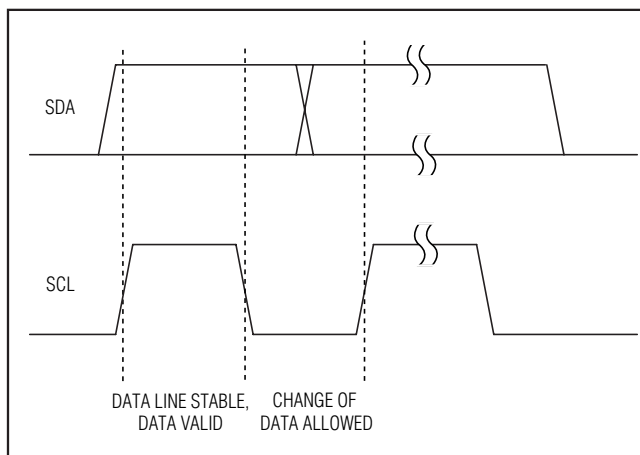 SDA
SCL
DATA LINE STABLE,
DATA VALID
CHANGE OF
DATA ALLOWED